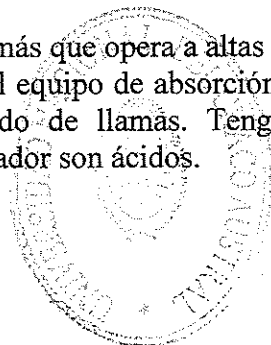 más que opera a altas
l equipo de absorción
do de llamas. Teng
ador son ácidos.